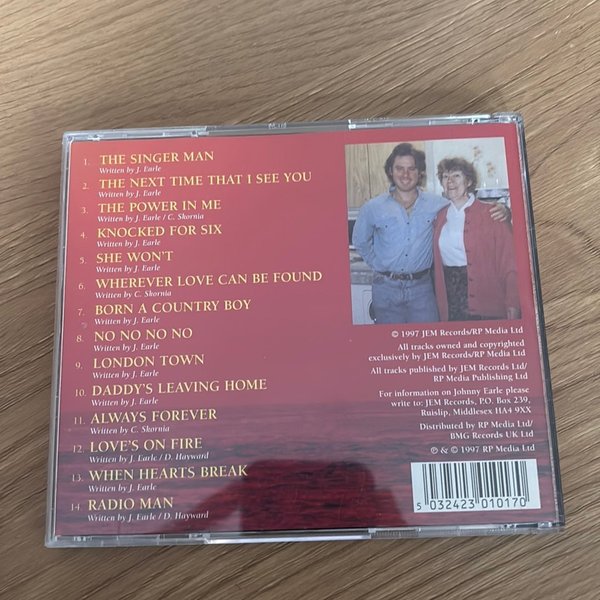 1. THE SINGER MAN
Written by J. Earle
2. THE NEXT TIME THAT I SEE YOU
Written by J. Earle
3. THE POWER IN ME
Written by J. Earle / C. Skornia
4. KNOCKED FOR SIX
Written by J. Earle
5. SHE WON'T
Written by J. Earle
6. WHEREVER LOVE CAN BE FOUND
Written by C. Skornia
7. BORN A COUNTRY BOY
Written by J. Earle
8. NO NO NO NO
Written by J. Earle
9. LONDON TOWN
Written by J. Earle
10. DADDY'S LEAVING HOME
Written by J. Earle
11. ALWAYS FOREVER
Written by C. Skornia
12. LOVE'S ON FIRE
Written by J. Earle / D. Hayward
13. WHEN HEARTS BREAK
Written by J. Earle
14. RADIO MAN
Written by J. Earle / D. Hayward
© 1997 JEM Records/RP Media Ltd
All tracks owned and copyrighted
exclusively by JEM Records/RP Media Ltd
All tracks published by JEM Records Ltd/
RP Media Publishing Ltd
For information on Johnny Earle please
write to: JEM Records, P.O. Box 239,
Ruislip, Middlesex HA4 9XX
Distributed by RP Media Ltd/
BMG Records UK Ltd
℗ & © 1997 RP Media Ltd
5 032423 010170